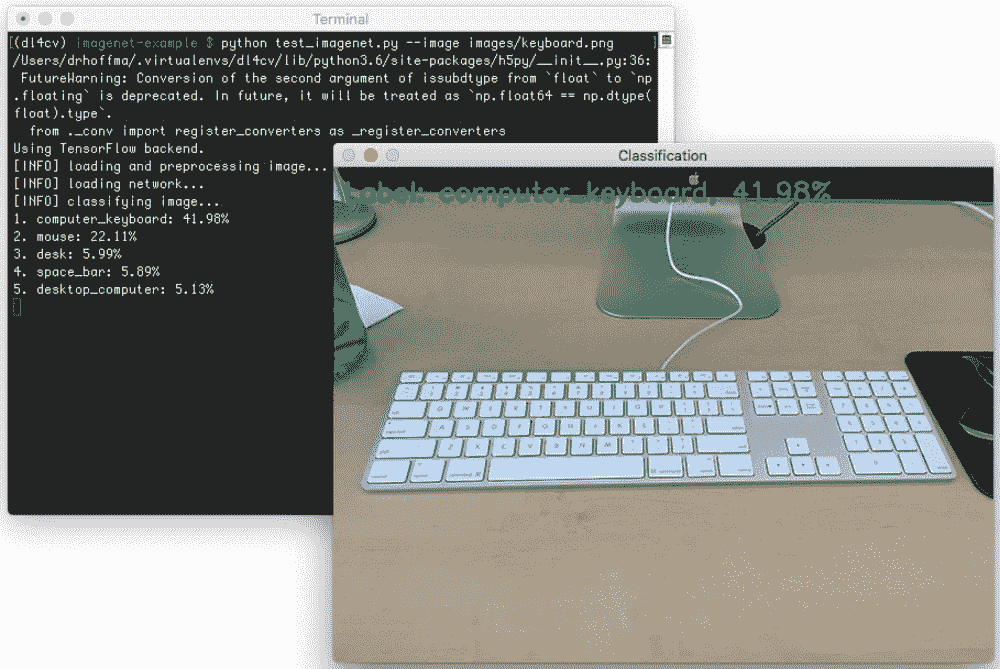 Terminal
(dl4cv) imagenet-example $ python test_imagenet.py --image images/keyboard.png
/Users/drhoffma/.virtualenvs/dl4cv/lib/python3.6/site-packages/h5py/__init__.py:36:
FutureWarning: Conversion of the second argument of issubdtype from `float` to `np
.floating` is deprecated. In future, it will be treated as `np.float64 == np.dtype(
float).type`.
from ._conv import register_converters as _register_converters
Using TensorFlow backend.
[INFO] loading and preprocessing image...
[INFO] loading network...
[INFO] classifying image...
1. computer_keyboard: 41.98%
2. mouse: 22.11%
3. desk: 5.99%
4. space_bar: 5.89%
5. desktop_computer: 5.13%
Classification
Label: computer_keyboard, 41.98%